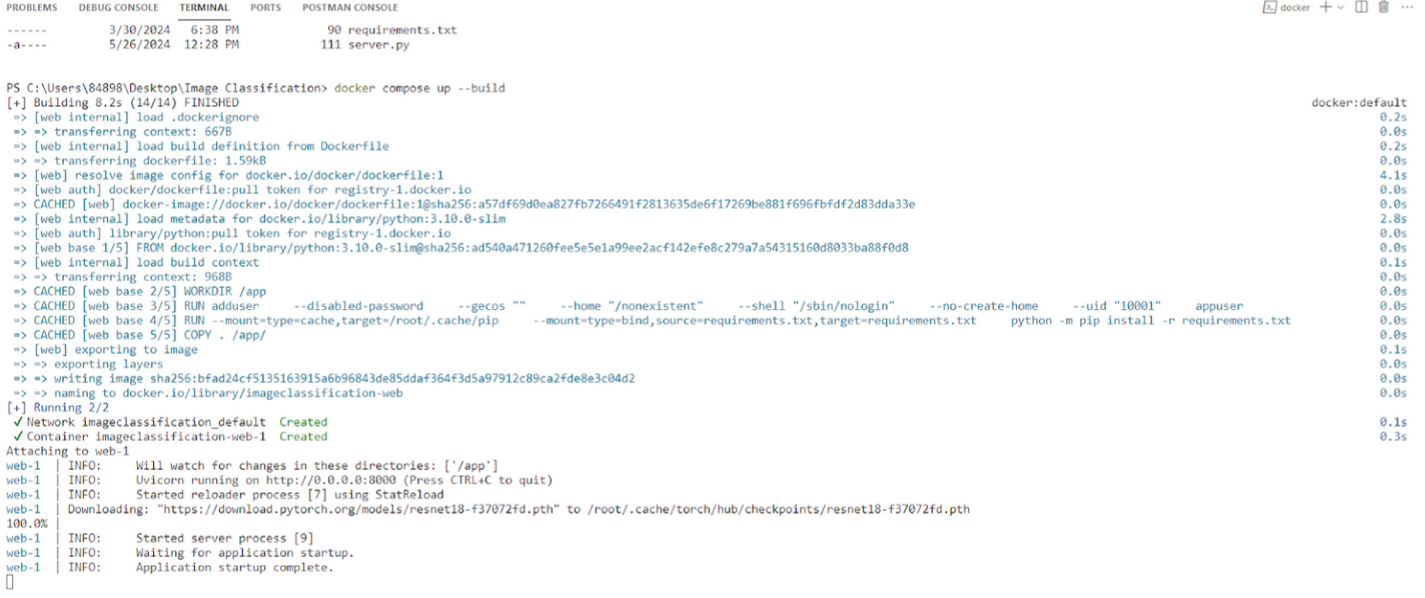 PROBLEMS DEBUG CONSOLE TERMINAL PORTS POSTMAN CONSOLE docker
------ 3/30/2024 6:38 PM 90 requirements.txt
-a---- 5/26/2024 12:28 PM 111 server.py
PS C:\Users\84898\Desktop\Image Classification> docker compose up --build
[+] Building 8.2s (14/14) FINISHED docker:default
=> [web internal] load .dockerignore 0.2s
=> => transferring context: 667B 0.0s
=> [web internal] load build definition from Dockerfile 0.2s
=> => transferring dockerfile: 1.59kB 0.0s
=> [web] resolve image config for docker.io/docker/dockerfile:1 4.1s
=> [web auth] docker/dockerfile:pull token for registry-1.docker.io 0.0s
=> CACHED [web] docker-image://docker.io/docker/dockerfile:1@sha256:a57df69d0ea827fb7266491f2813635de6f17269be881f696fbfdf2d83dda33e 0.0s
=> [web internal] load metadata for docker.io/library/python:3.10.0-slim 2.8s
=> [web auth] library/python:pull token for registry-1.docker.io 0.0s
=> [web base 1/5] FROM docker.io/library/python:3.10.0-slim@sha256:ad540a471260fee5e5e1a99ee2acf142efe8c279a7a54315160d8033ba88f0d8 0.0s
=> [web internal] load build context 0.1s
=> => transferring context: 968B 0.0s
=> CACHED [web base 2/5] WORKDIR /app 0.0s
=> CACHED [web base 3/5] RUN adduser --disabled-password --gecos "" --home "/nonexistent" --shell "/sbin/nologin" --no-create-home --uid "10001" appuser 0.0s
=> CACHED [web base 4/5] RUN --mount=type=cache,target=/root/.cache/pip --mount=type=bind,source=requirements.txt,target=requirements.txt python -m pip install -r requirements.txt 0.0s
=> CACHED [web base 5/5] COPY . /app/ 0.0s
=> [web] exporting to image 0.1s
=> => exporting layers 0.0s
=> => writing image sha256:bfad24cf5135163915a6b96843de85ddaf364f3d5a97912c89ca2fde8e3c04d2 0.0s
=> => naming to docker.io/library/imageclassification-web 0.0s
[+] Running 2/2
✓ Network imageclassification_default Created 0.1s
✓ Container imageclassification-web-1 Created 0.3s
Attaching to web-1
web-1 | INFO: Will watch for changes in these directories: ['/app']
web-1 | INFO: Uvicorn running on http://0.0.0.0:8000 (Press CTRL+C to quit)
web-1 | INFO: Started reloader process [7] using StatReload
web-1 | Downloading: "https://download.pytorch.org/models/resnet18-f37072fd.pth" to /root/.cache/torch/hub/checkpoints/resnet18-f37072fd.pth
100.0% |
web-1 | INFO: Started server process [9]
web-1 | INFO: Waiting for application startup.
web-1 | INFO: Application startup complete.